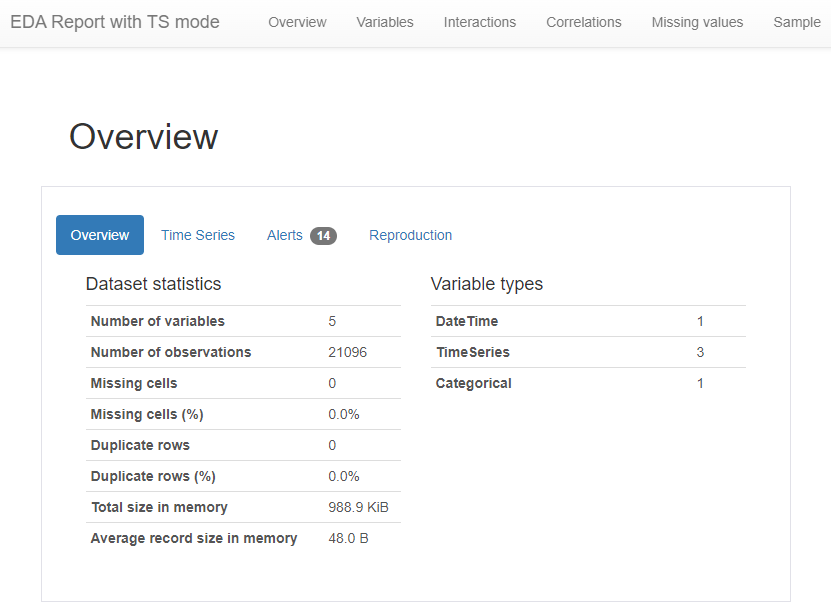 EDA Report with TS mode Overview Variables Interactions Correlations Missing values Sample
Overview
Overview Time Series Alerts 14 Reproduction
Dataset statistics
Number of variables 5
Number of observations 21096
Missing cells 0
Missing cells (%) 0.0%
Duplicate rows 0
Duplicate rows (%) 0.0%
Total size in memory 988.9 KiB
Average record size in memory 48.0 B
Variable types
DateTime 1
TimeSeries 3
Categorical 1